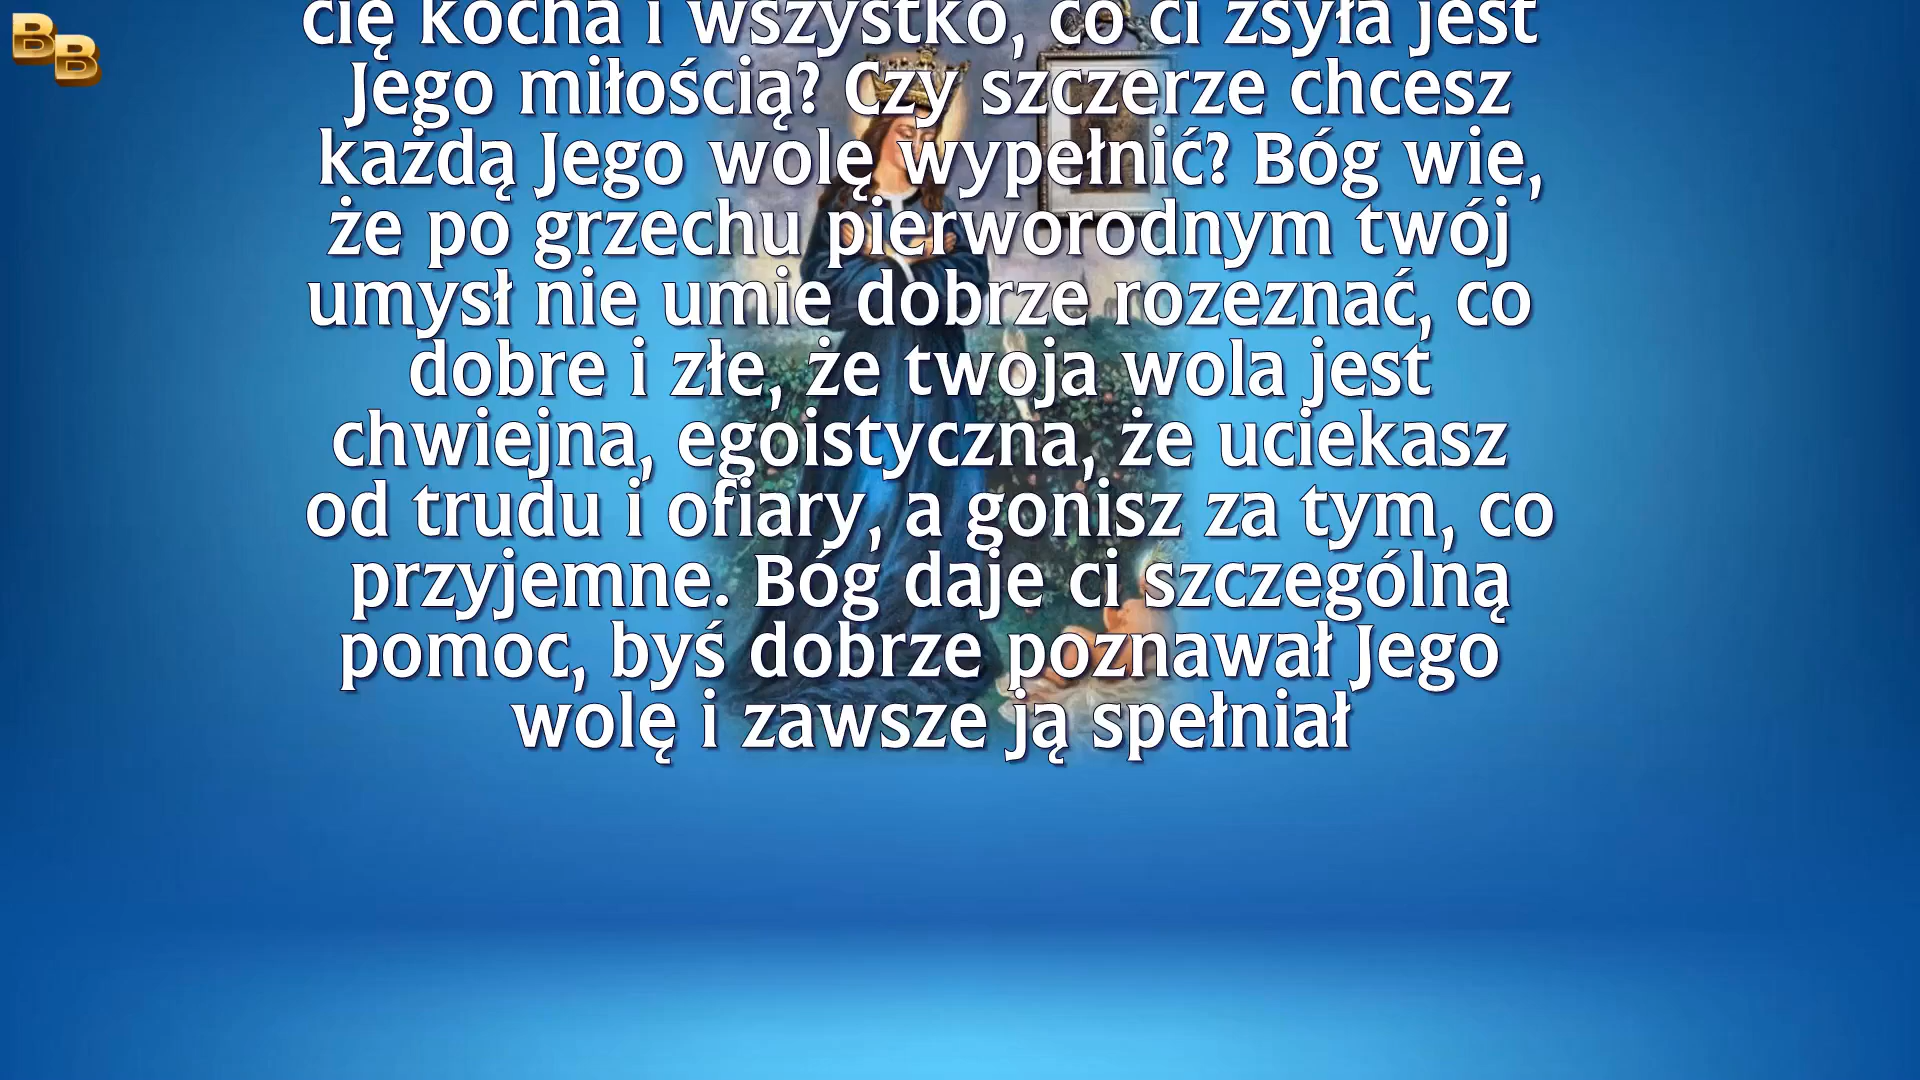 BB
cię kocha i wszystko, co ci zsyła jest
Jego miłością? Czy szczerze chcesz
każdą Jego wolę wypełnić? Bóg wie,
że po grzechu pierworodnym twój
umysł nie umie dobrze rozeznać, co
dobre i złe, że twoja wola jest
chwiejna, egoistyczna, że uciekasz
od trudu i ofiary, a gonisz za tym, co
przyjemne. Bóg daje ci szczególną
pomoc, byś dobrze poznawał Jego
wolę i zawsze ją spełniał